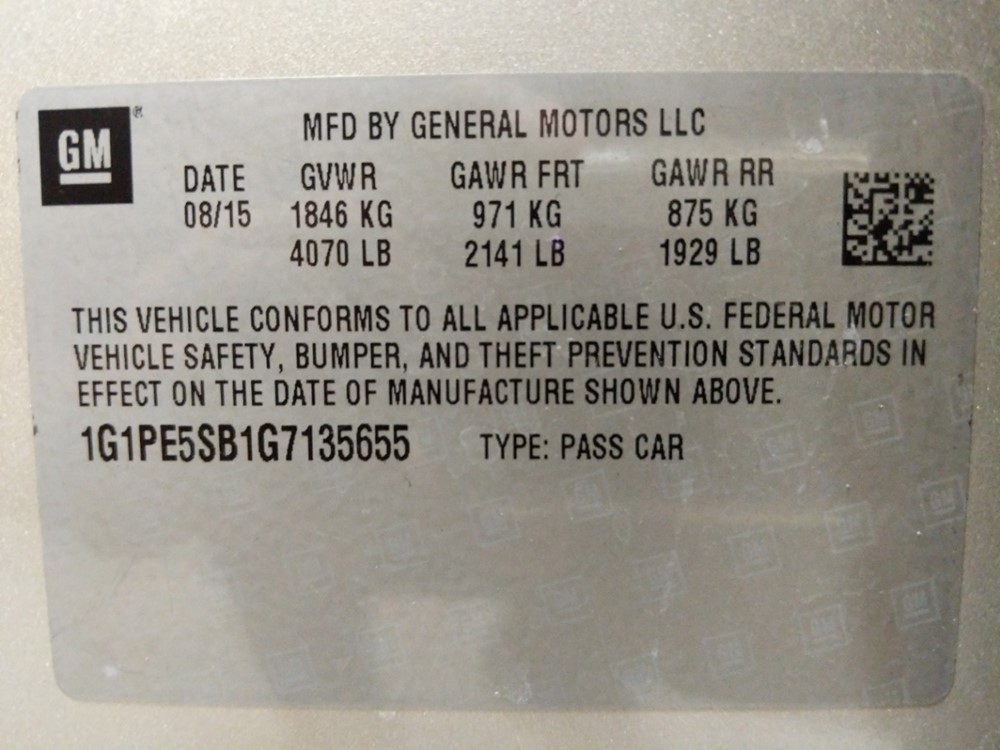 GM®
MFD BY GENERAL MOTORS LLC
DATE GVWR GAWR FRT GAWR RR
08/15 1846 KG 971 KG 875 KG
4070 LB 2141 LB 1929 LB
THIS VEHICLE CONFORMS TO ALL APPLICABLE U.S. FEDERAL MOTOR
VEHICLE SAFETY, BUMPER, AND THEFT PREVENTION STANDARDS IN
EFFECT ON THE DATE OF MANUFACTURE SHOWN ABOVE.
1G1PE5SB1G7135655 TYPE: PASS CAR